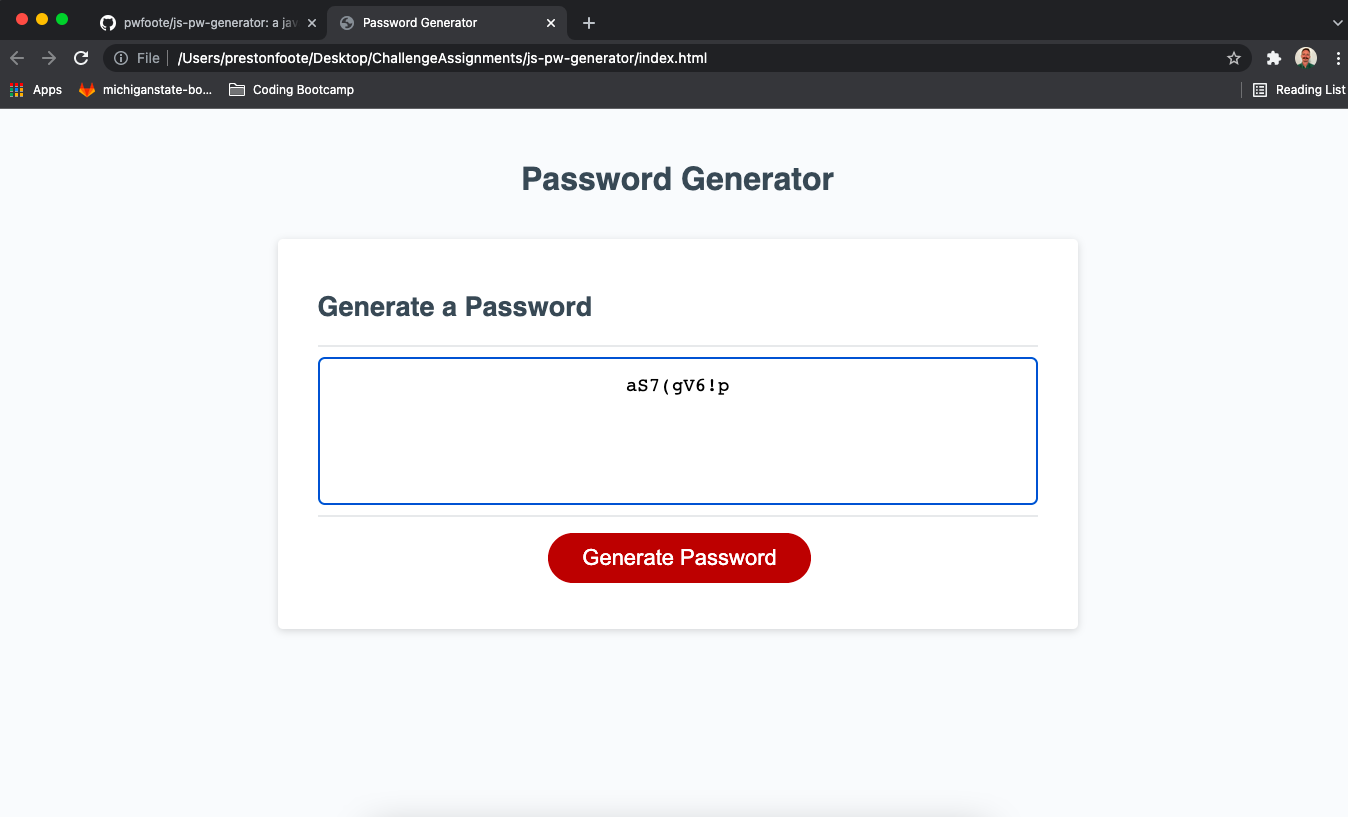 pwfoote/js-pw-generator: a jav
Password Generator
File
/Users/prestonfoote/Desktop/ChallengeAssignments/js-pw-generator/index.html
Apps
michiganstate-bo...
Coding Bootcamp
Reading List
Password Generator
Generate a Password
aS7(gV6!p
Generate Password